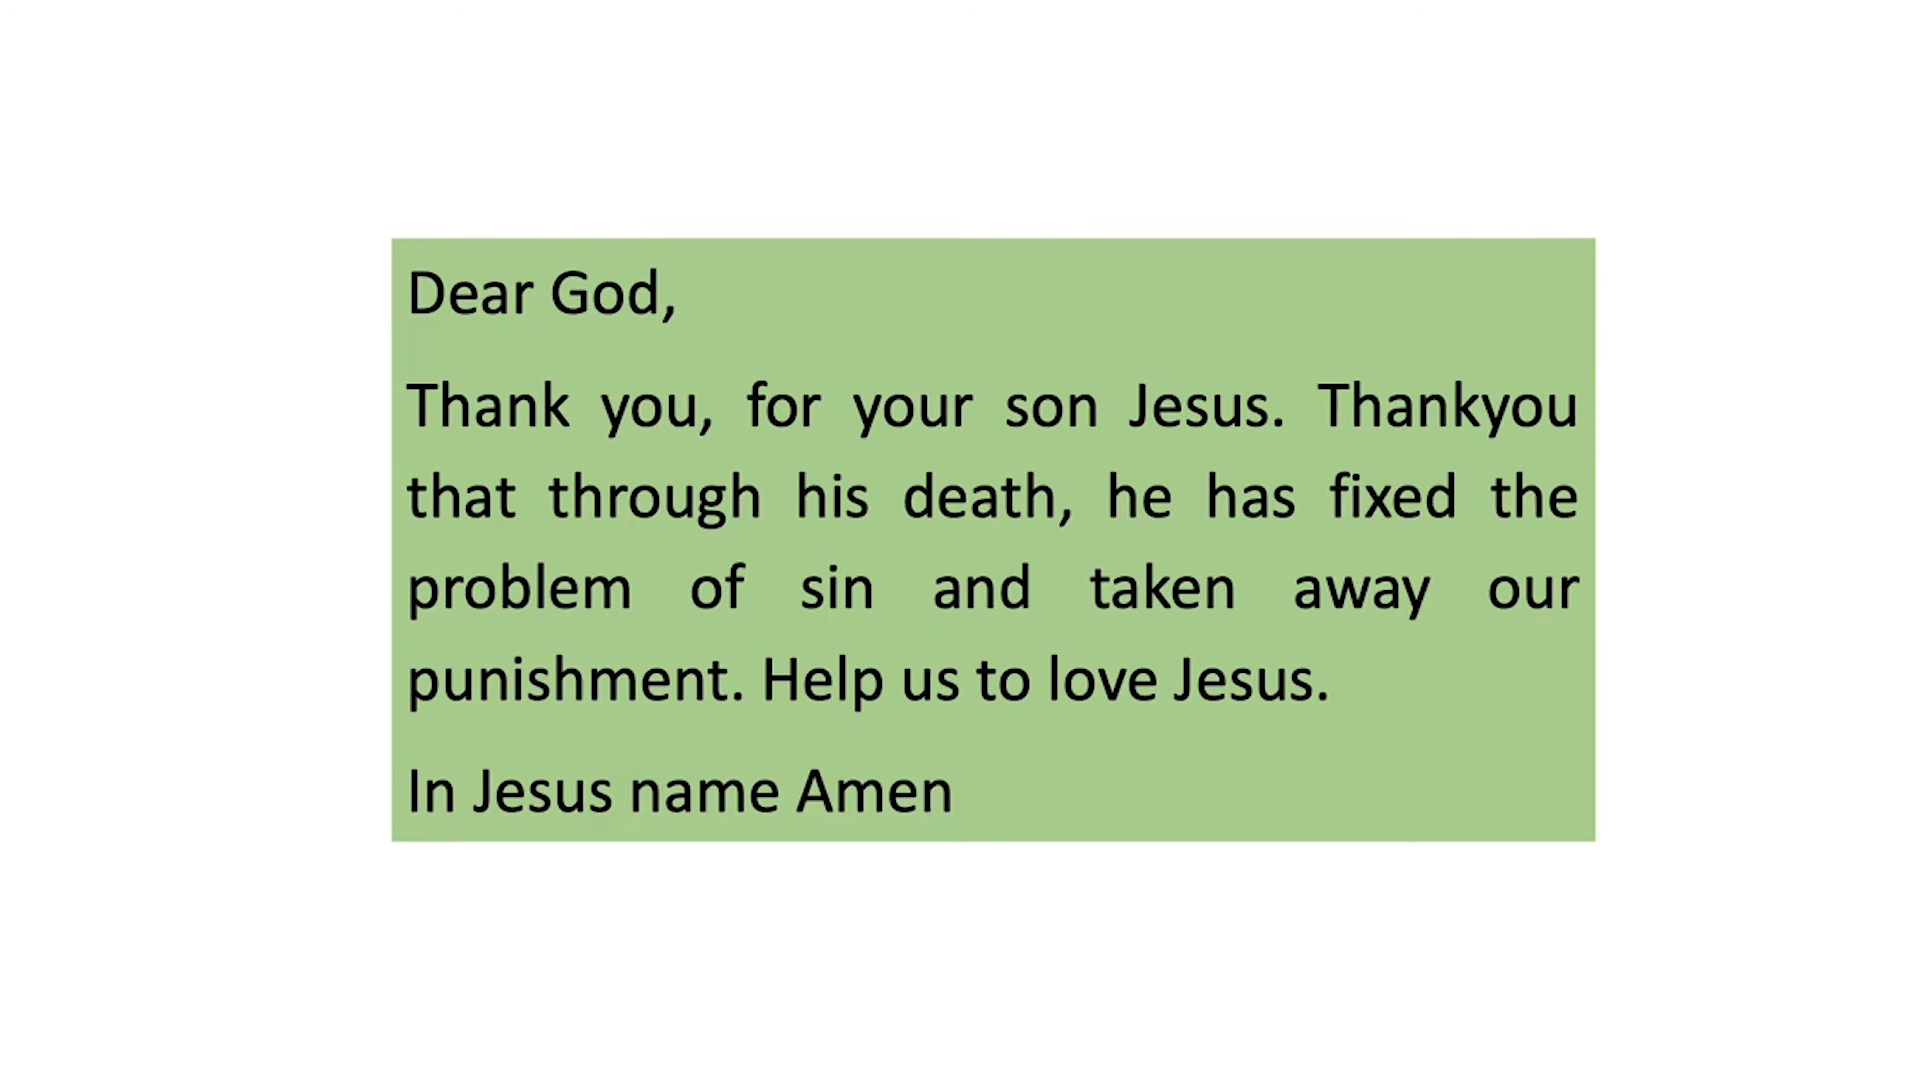 Dear God,
Thank you, for your son Jesus. Thankyou
that through his death, he has fixed the
problem of sin and taken away our
punishment. Help us to love Jesus.
In Jesus name Amen